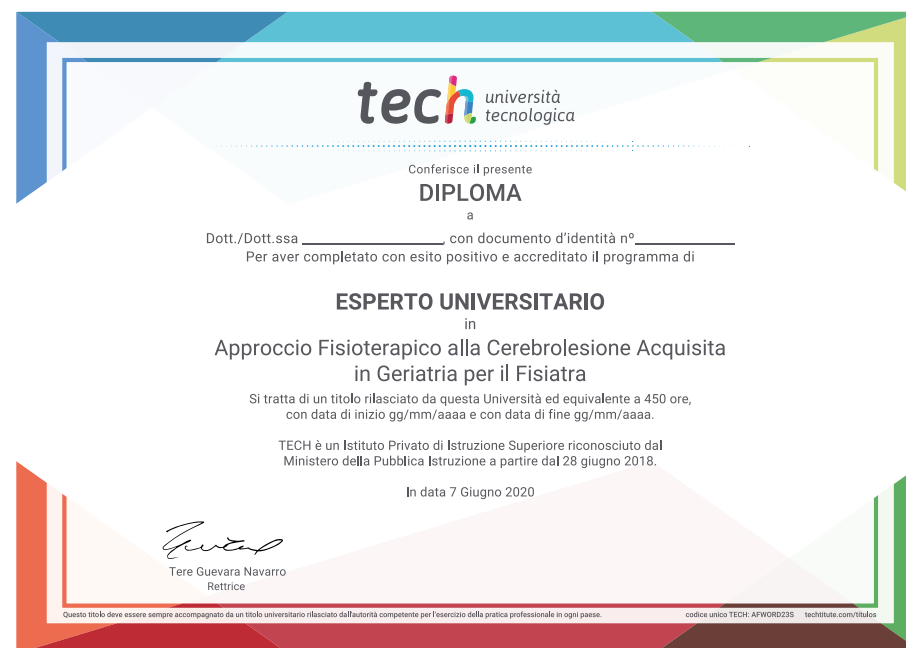 tech università
tecnologica
Conferisce il presente
DIPLOMA
a
Dott./Dott.ssa ____________________, con documento d'identità nº______________
Per aver completato con esito positivo e accreditato il programma di
ESPERTO UNIVERSITARIO
in
Approccio Fisioterapico alla Cerebrolesione Acquisita
in Geriatria per il Fisiatra
Si tratta di un titolo rilasciato da questa Università ed equivalente a 450 ore,
con data di inizio gg/mm/aaaa e con data di fine gg/mm/aaaa.
TECH è un Istituto Privato di Istruzione Superiore riconosciuto dal
Ministero della Pubblica Istruzione a partire dal 28 giugno 2018.
In data 7 Giugno 2020
Tere Guevara Navarro
Rettrice
Questo titolo deve essere sempre accompagnato da un titolo universitario rilasciato dall'autorità competente per l'esercizio della pratica professionale in ogni paese. codice unico TECH: AFWORD23S techtitute.com/titulos